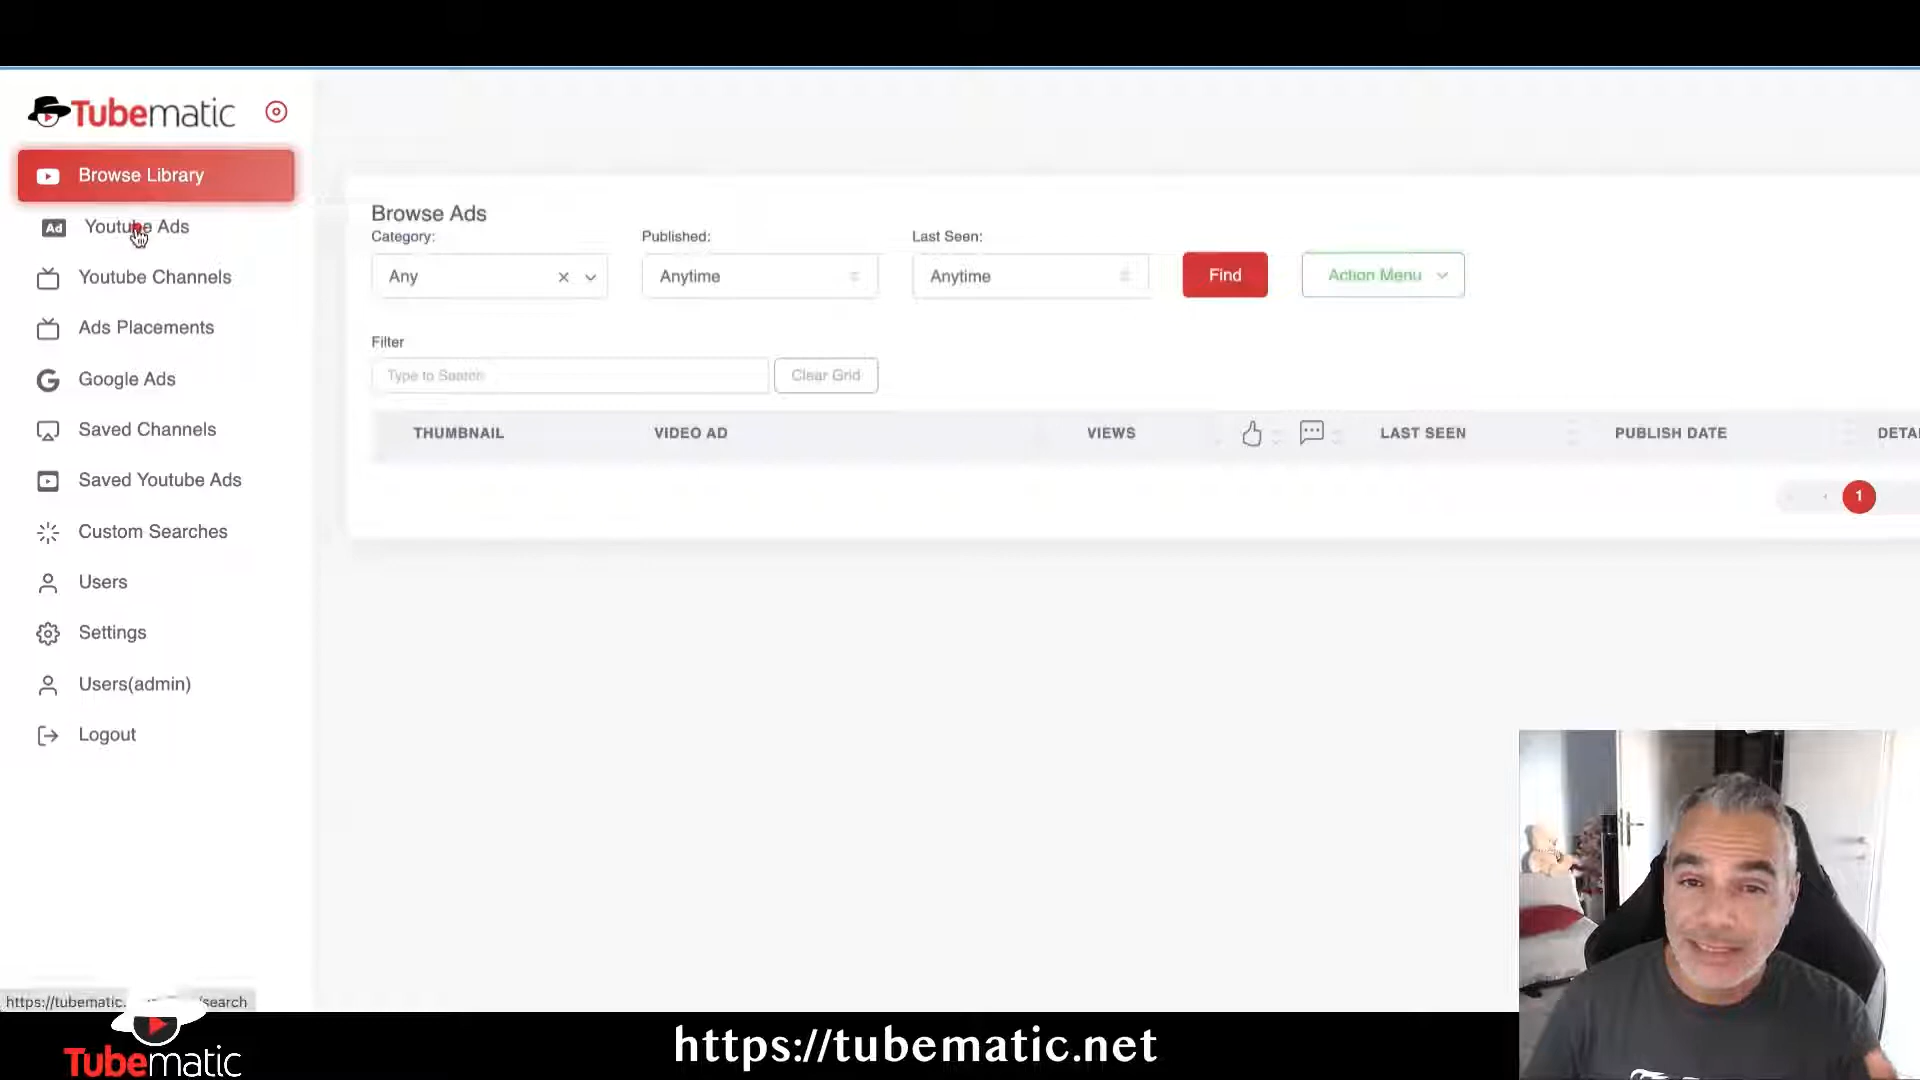 Tubematic
Browse Library
Youtube Ads
Youtube Channels
Ads Placements
Google Ads
Saved Channels
Saved Youtube Ads
Custom Searches
Users
Settings
Users(admin)
Logout
Browse Ads
Category: Published: Last Seen:
Any Anytime Anytime Find Action Menu
Filter
Type to Search Clear Grid
THUMBNAIL VIDEO AD VIEWS LAST SEEN PUBLISH DATE DETA
1
https://tubematic. /search
Tubematic
https://tubematic.net